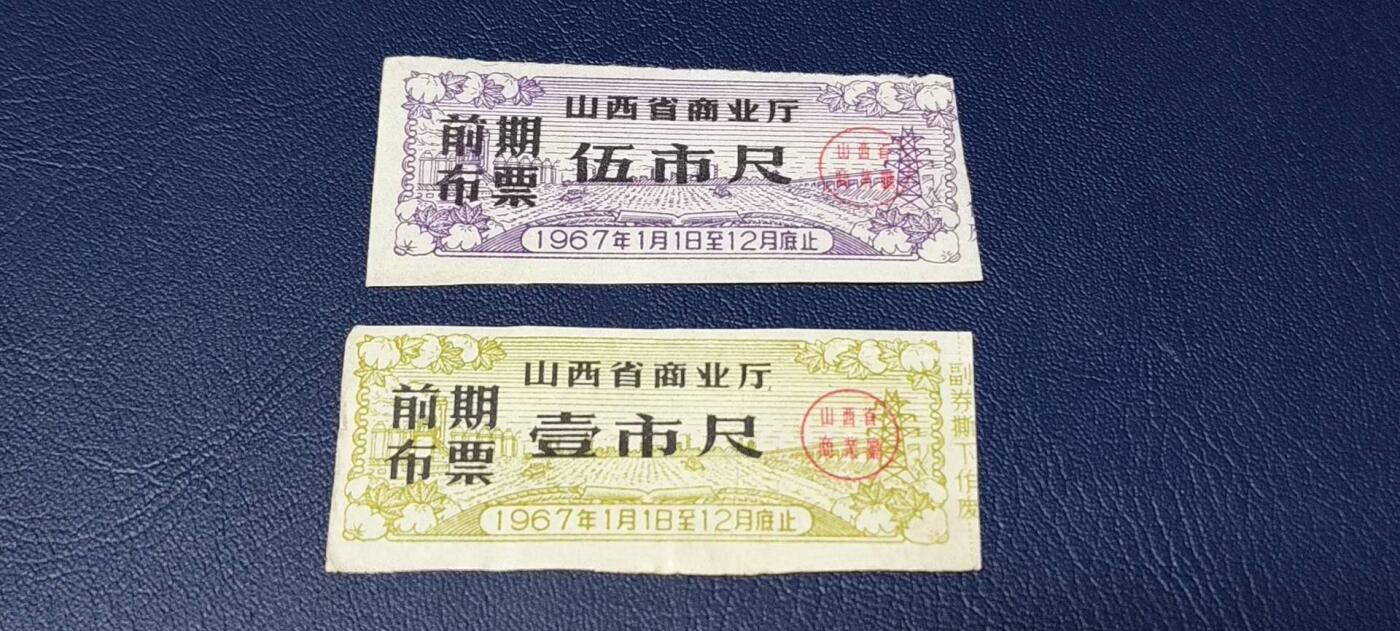 山西省商业厅
前期
布票
伍市尺
山西省
1967年1月1日至12月底止
山西省商业厅
前期
布票
壹市尺
山西省
商業廳
1967年1月1日至12月底止
副券撕下作废